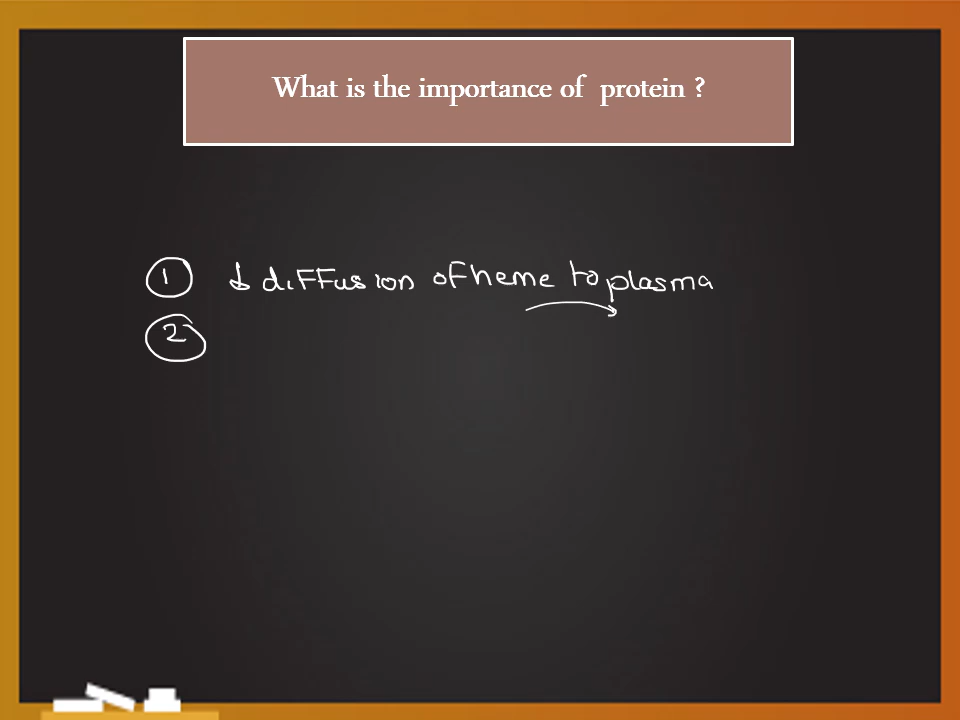 What is the importance of protein ?
① ↓ diffusion of heme to plasma
②